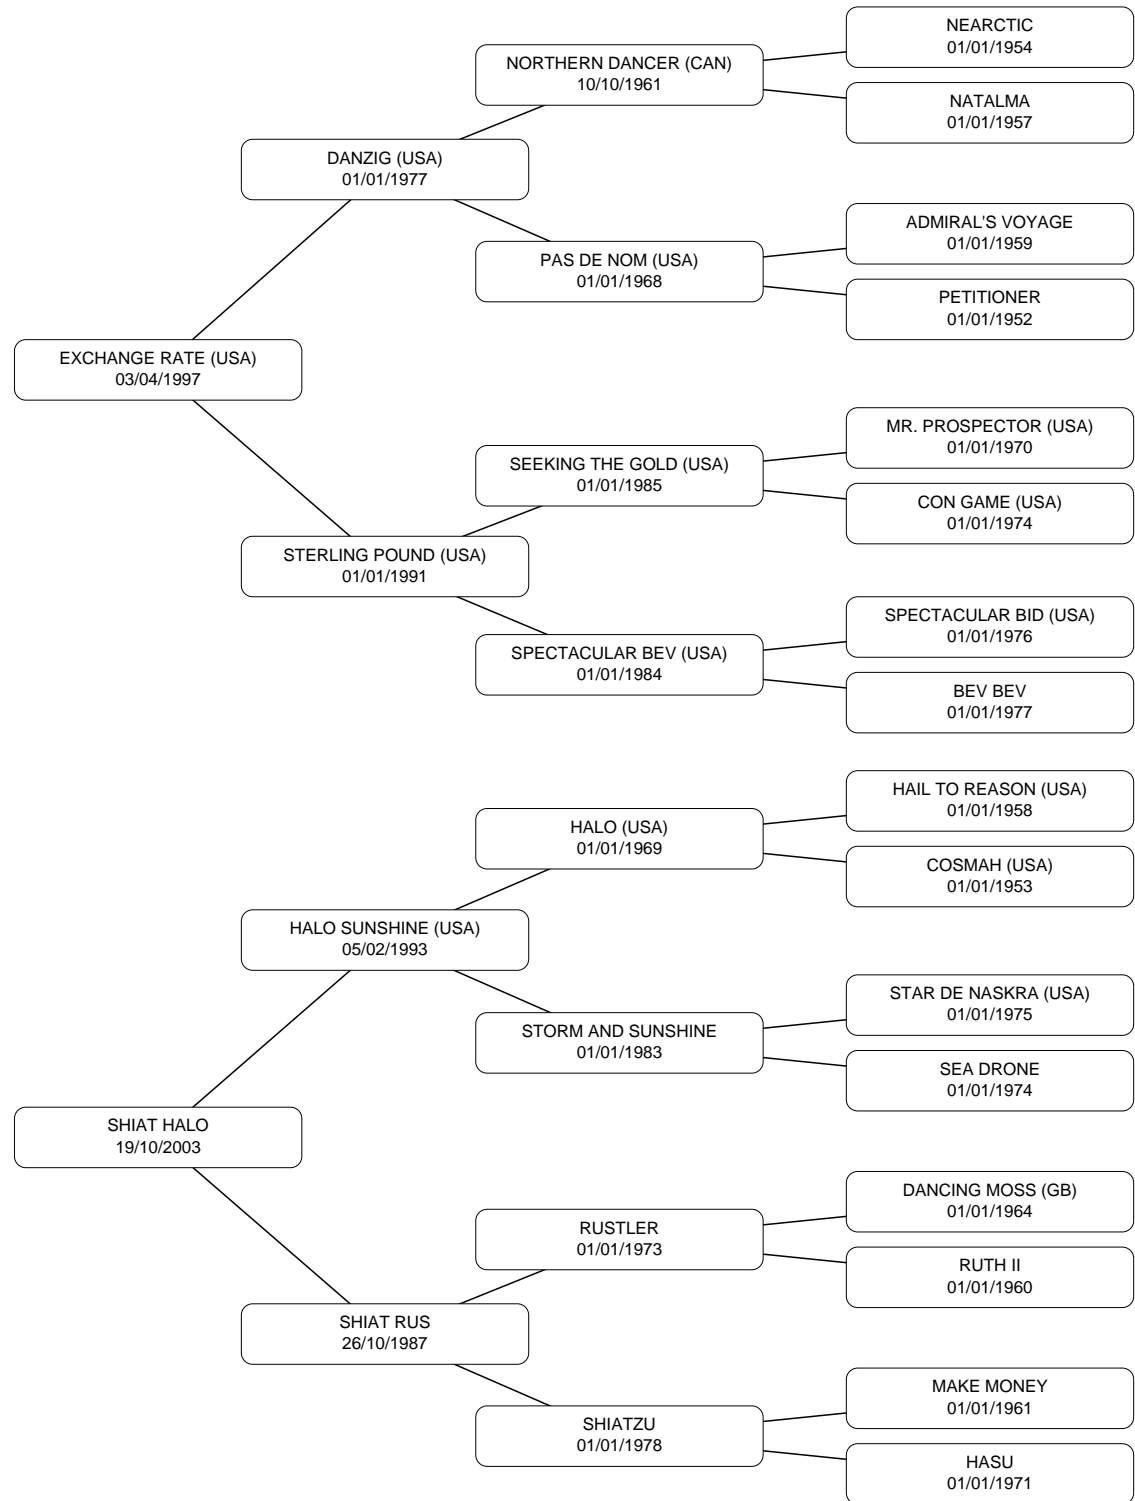 NEARCTIC
01/01/1954
NORTHERN DANCER (CAN)
10/10/1961
NATALMA
01/01/1957
DANZIG (USA)
01/01/1977
ADMIRAL'S VOYAGE
01/01/1959
PAS DE NOM (USA)
01/01/1968
PETITIONER
01/01/1952
EXCHANGE RATE (USA)
03/04/1997
MR. PROSPECTOR (USA)
01/01/1970
SEEKING THE GOLD (USA)
01/01/1985
CON GAME (USA)
01/01/1974
STERLING POUND (USA)
01/01/1991
SPECTACULAR BID (USA)
01/01/1976
SPECTACULAR BEV (USA)
01/01/1984
BEV BEV
01/01/1977
HAIL TO REASON (USA)
01/01/1958
HALO (USA)
01/01/1969
COSMAH (USA)
01/01/1953
HALO SUNSHINE (USA)
05/02/1993
STAR DE NASKRA (USA)
01/01/1975
STORM AND SUNSHINE
01/01/1983
SEA DRONE
01/01/1974
SHIAT HALO
19/10/2003
DANCING MOSS (GB)
01/01/1964
RUSTLER
01/01/1973
RUTH II
01/01/1960
SHIAT RUS
26/10/1987
MAKE MONEY
01/01/1961
SHIATZU
01/01/1978
HASU
01/01/1971